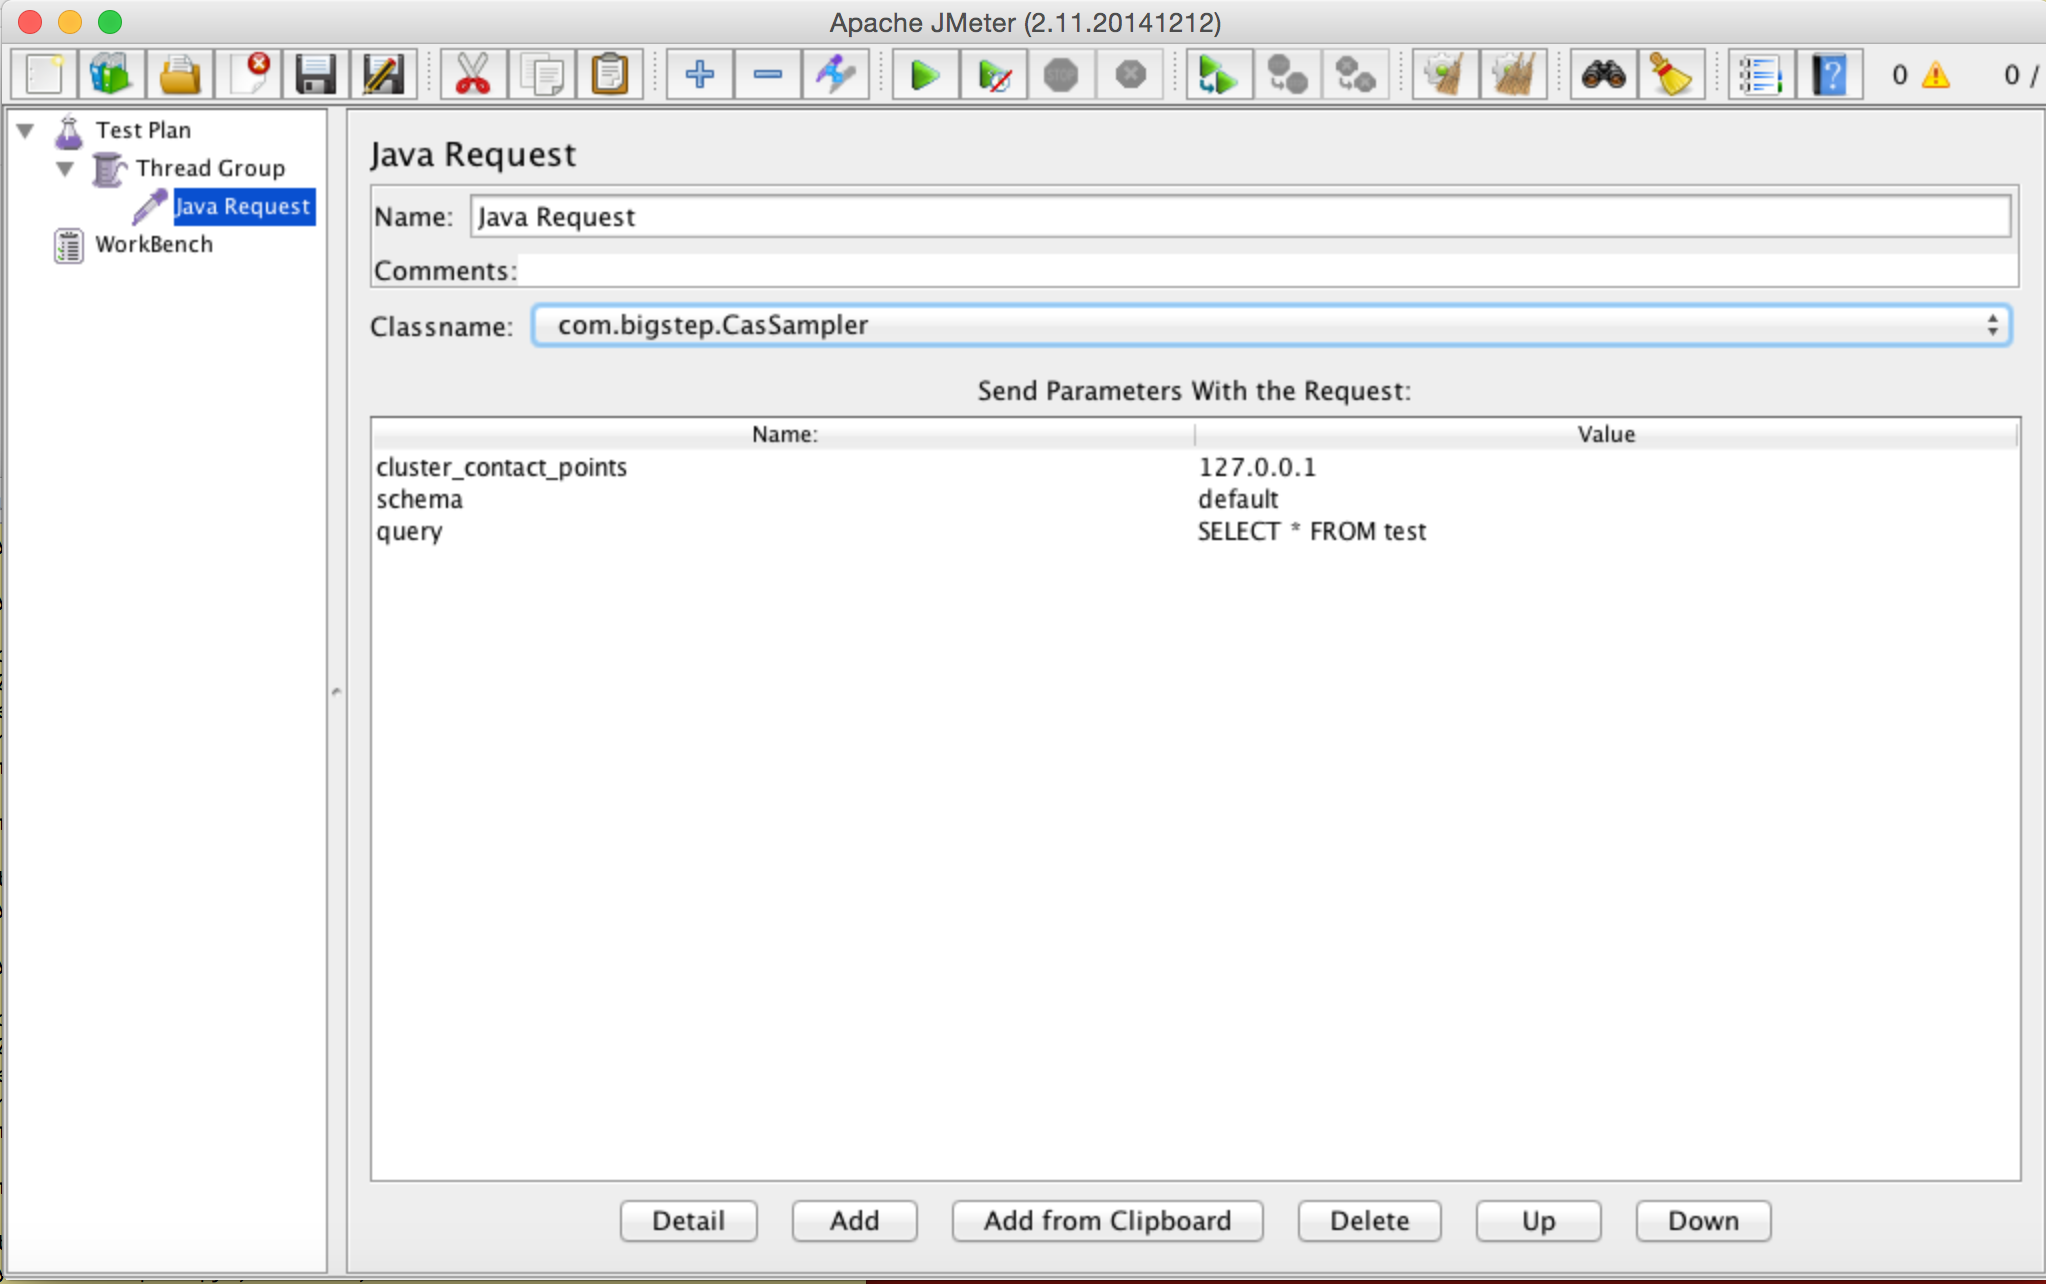 Apache JMeter (2.11.20141212)
STOP
0
0 /
Test Plan
Thread Group
Java Request
WorkBench
Java Request
Name: Java Request
Comments:
Classname: com.bigstep.CasSampler
Send Parameters With the Request:
Name: Value
cluster_contact_points 127.0.0.1
schema default
query SELECT * FROM test
Detail Add Add from Clipboard Delete Up Down